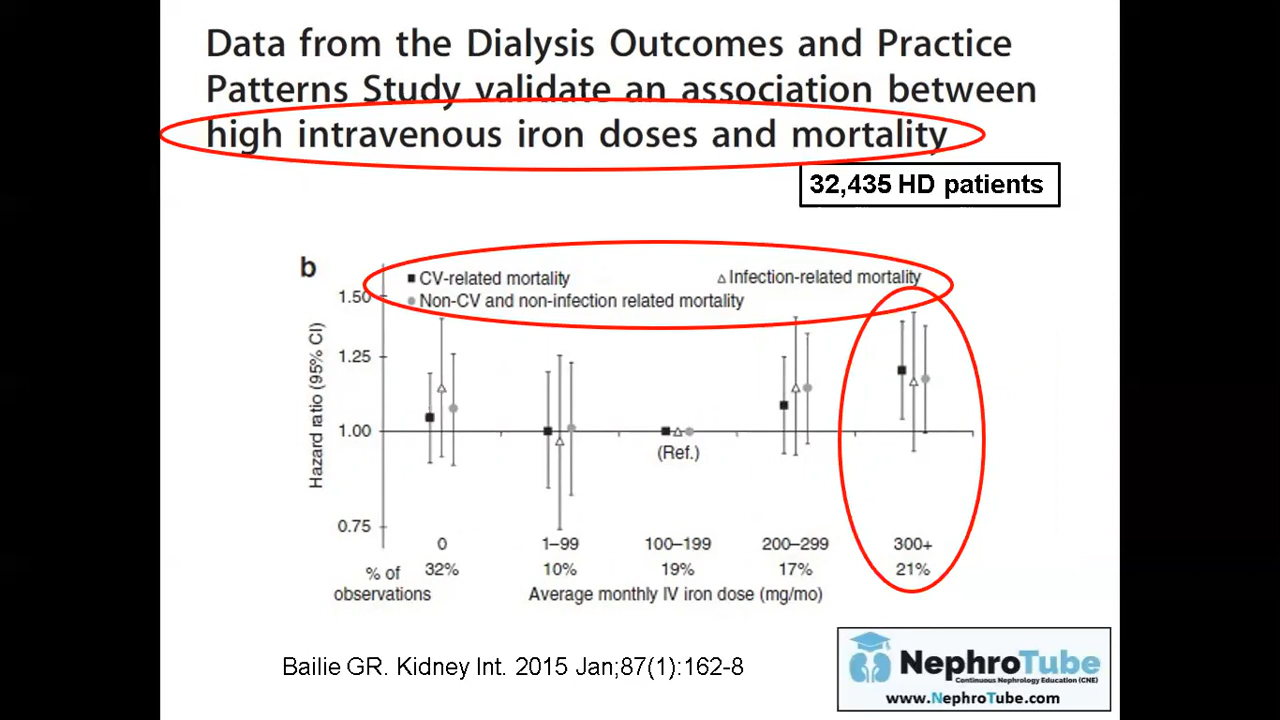 Data from the Dialysis Outcomes and Practice
Patterns Study validate an association between
high intravenous iron doses and mortality
32,435 HD patients
b
CV-related mortality
Infection-related mortality
Non-CV and non-infection related mortality
Hazard ratio (95% CI)
1.50
1.25
1.00
0.75
(Ref.)
0 1–99 100–199 200–299 300+
% of
observations
32% 10% 19% 17% 21%
Average monthly IV iron dose (mg/mo)
Bailie GR. Kidney Int. 2015 Jan;87(1):162-8
NephroTube
Continuous Nephrology Education (CNE)
www.NephroTube.com